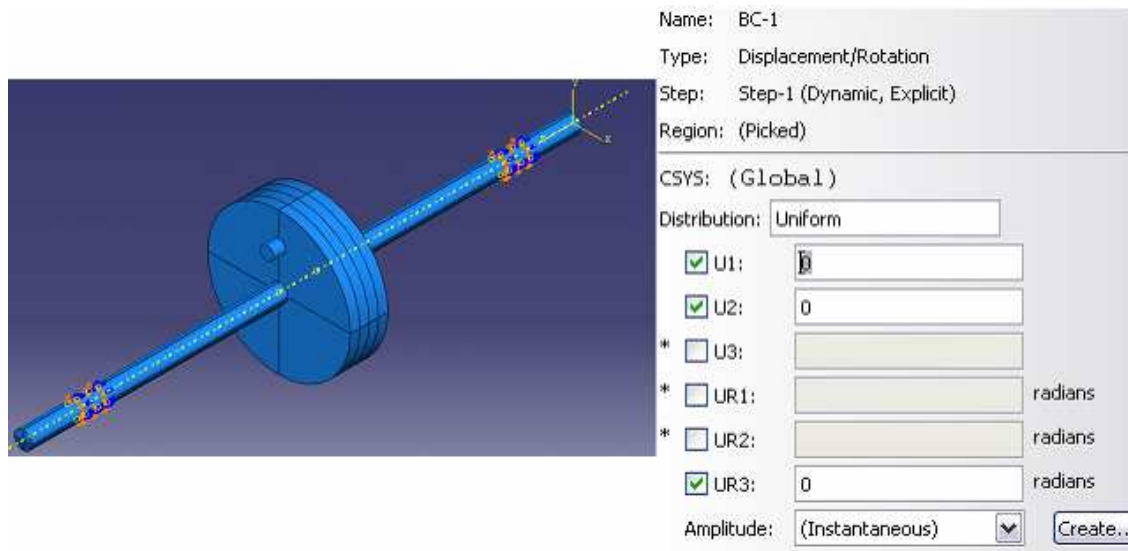 Name: BC-1
Type: Displacement/Rotation
Step: Step-1 (Dynamic, Explicit)
Region: (Picked)
CSYS: (Global)
Distribution: Uniform
U1: 0
U2: 0
* U3:
* UR1: radians
* UR2: radians
UR3: 0 radians
Amplitude: (Instantaneous) Create..
Y
X